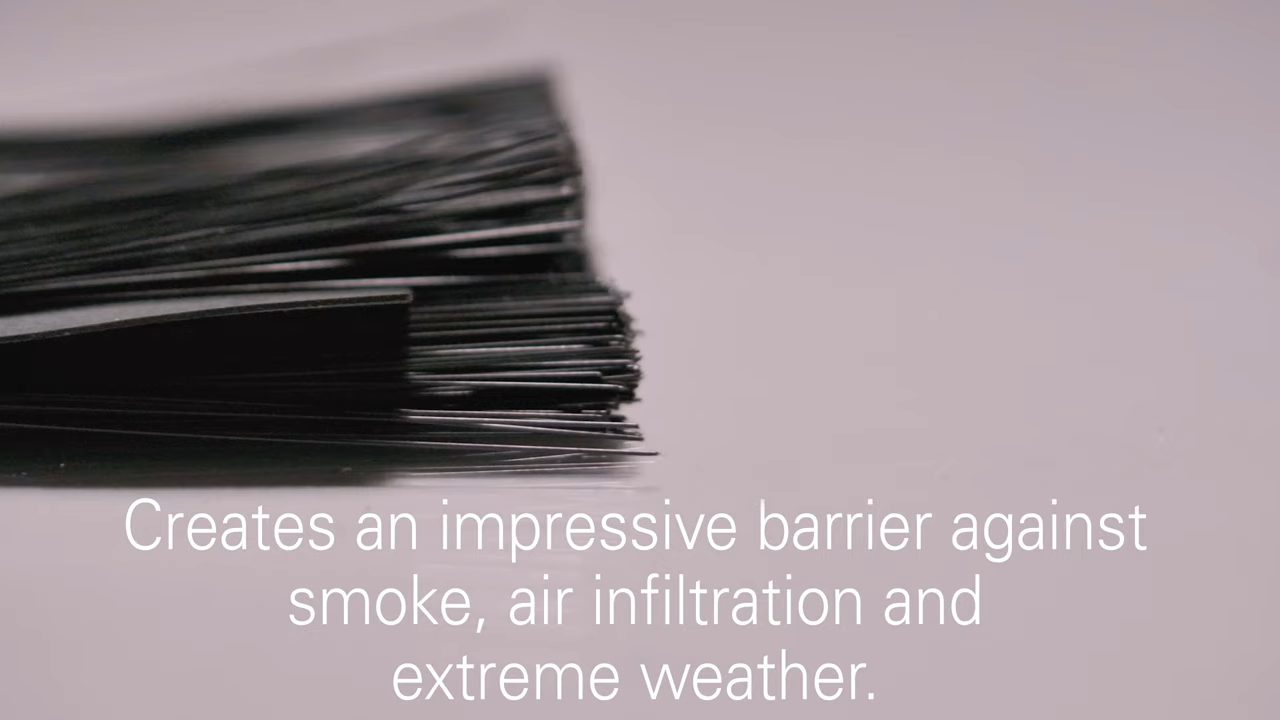 Creates an impressive barrier against
smoke, air infiltration and
extreme weather.